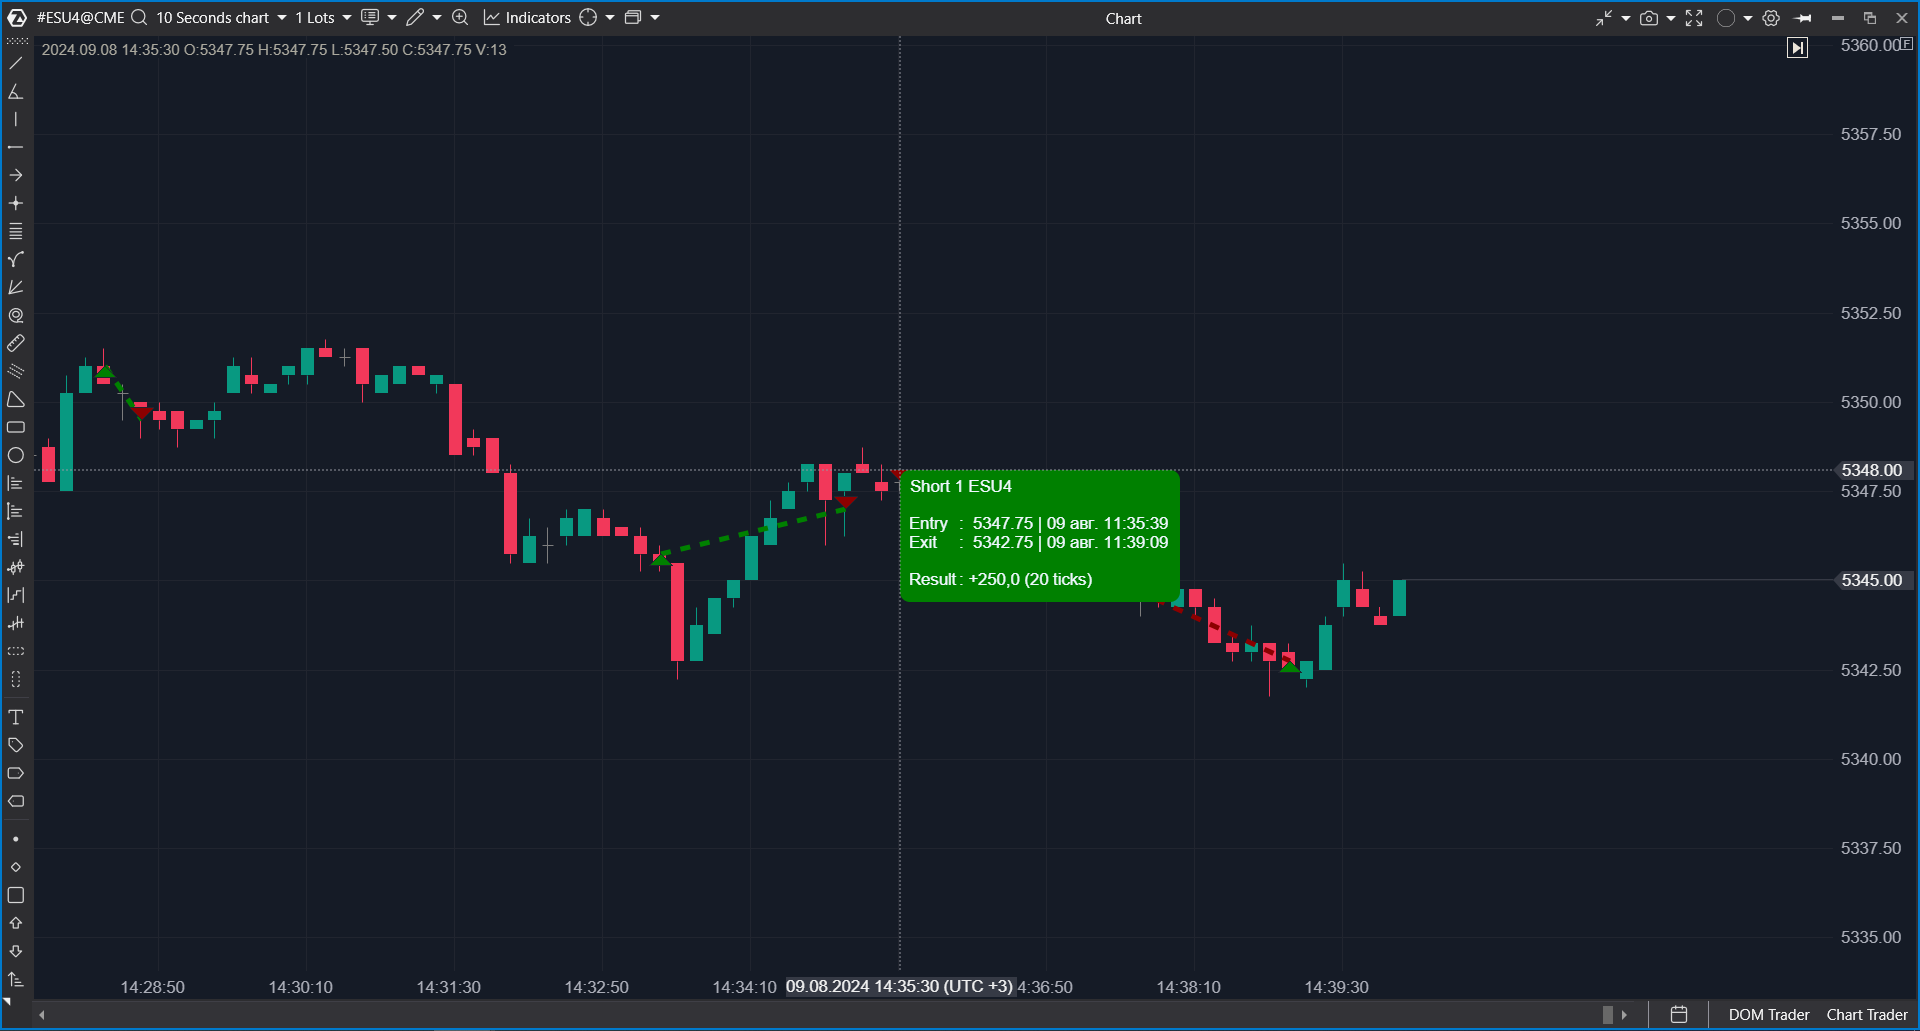 #ESU4@CME 10 Seconds chart 1 Lots Indicators Chart
2024.09.08 14:35:30 O:5347.75 H:5347.75 L:5347.50 C:5347.75 V:13
5360.00 F
5357.50
5355.00
5352.50
5350.00
5348.00
5347.50
5345.00
5342.50
5340.00
5337.50
5335.00
Short 1 ESU4
Entry : 5347.75 | 09 авг. 11:35:39
Exit : 5342.75 | 09 авг. 11:39:09
Result : +250,0 (20 ticks)
14:28:50 14:30:10 14:31:30 14:32:50 14:34:10 09.08.2024 14:35:30 (UTC +3) 4:36:50 14:38:10 14:39:30
DOM Trader Chart Trader